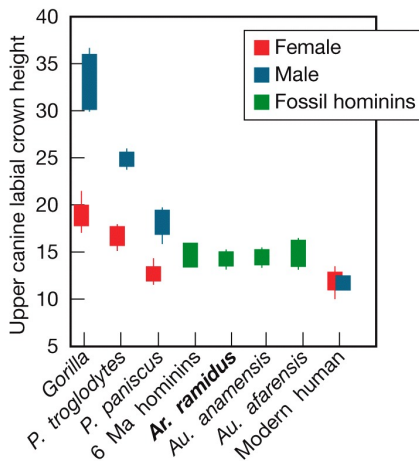 Upper canine labial crown height
40
35
30
25
20
15
10
5
Female
Male
Fossil hominins
Gorilla
P. troglodytes
P. paniscus
6 Ma hominins
Ar. ramidus
Au. anamensis
Au. afarensis
Modern human